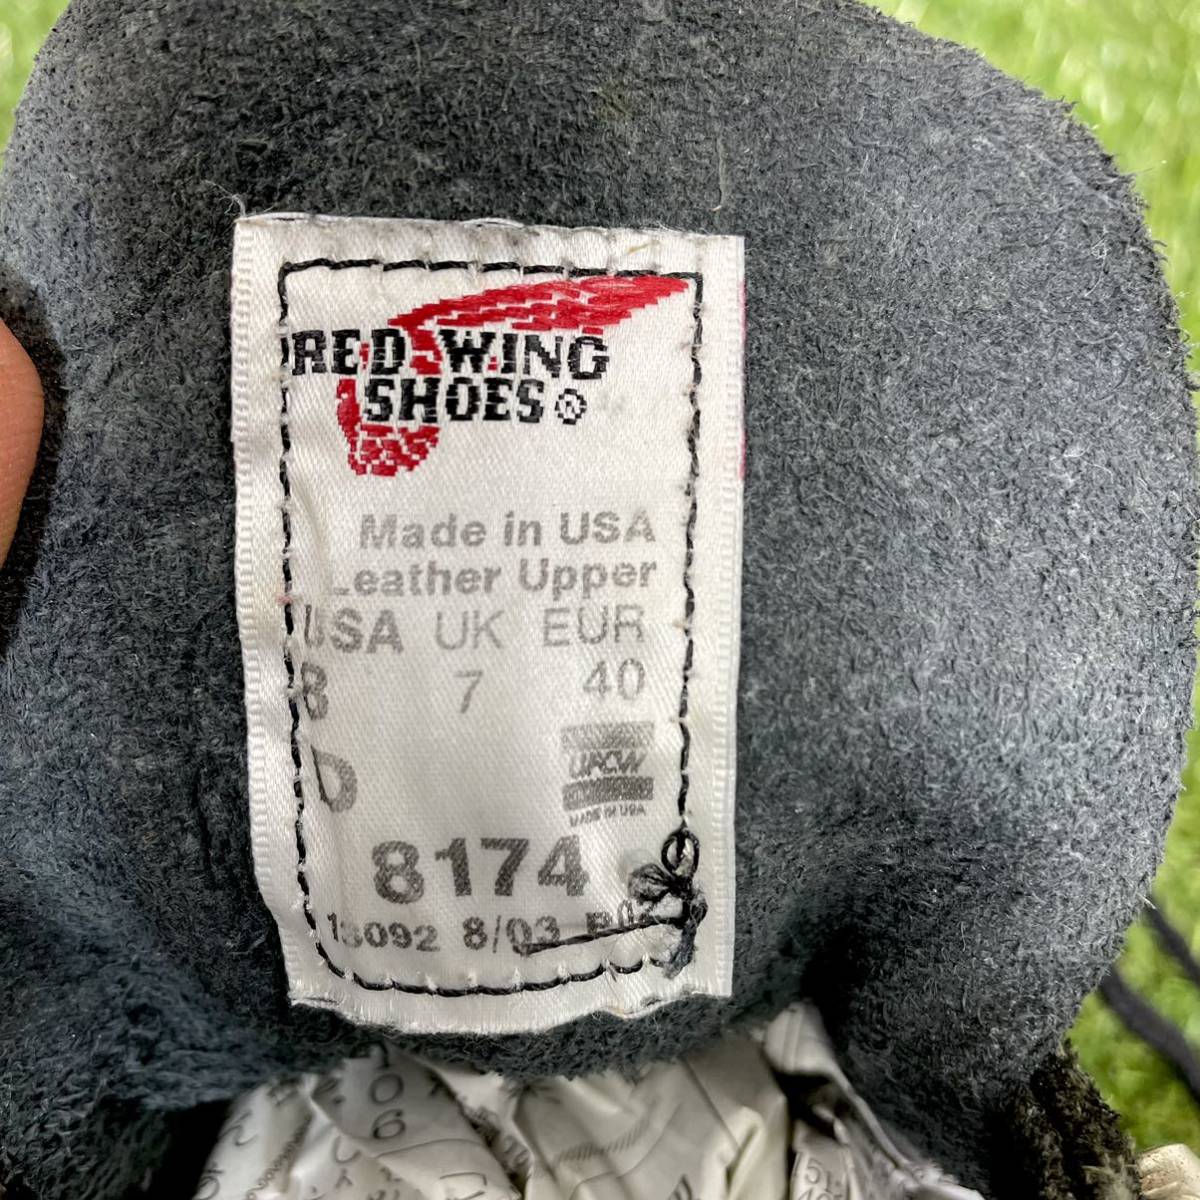 RED WING
SHOES®
Made in USA
Leather Upper
USA UK EUR
8 7 40
D
UFCW
MADE IN USA
8174
8/03